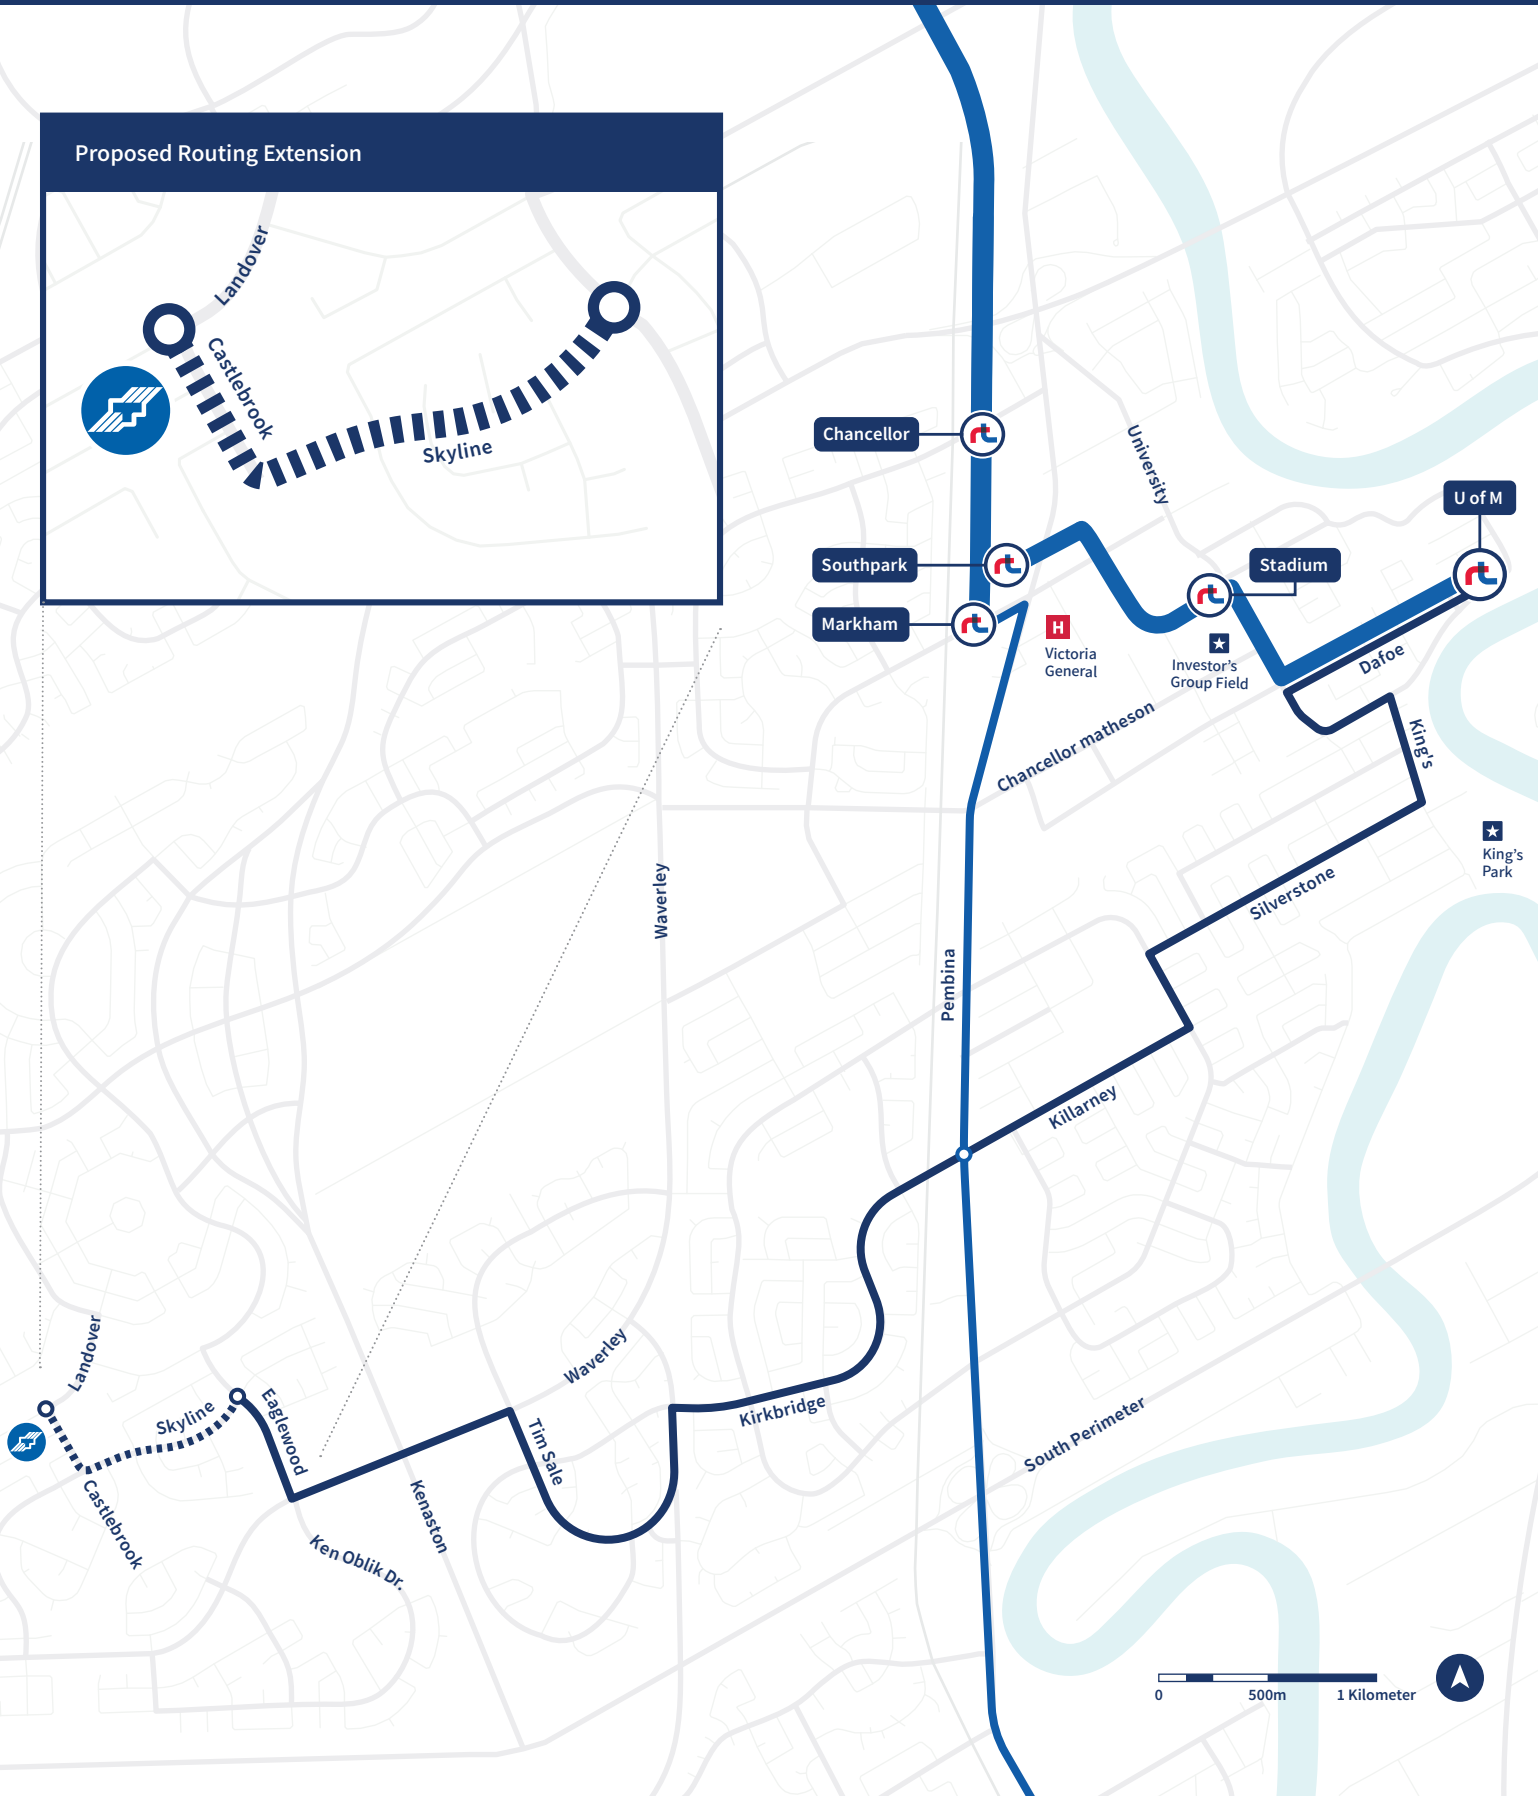 Proposed Routing Extension
Landover
Castlebrook
Skyline
Chancellor
University
U of M
Southpark
Stadium
Markham
H
Victoria
General
Investor's
Group Field
Dafoe
King's
Chancellor matheson
King's
Park
Silverstone
Waverley
Pembina
Killarney
Landover
Waverley
Skyline
Eaglewood
Kirkbridge
Tim Sale
South Perimeter
Castlebrook
Kenaston
Ken Oblik Dr.
0
500m
1 Kilometer